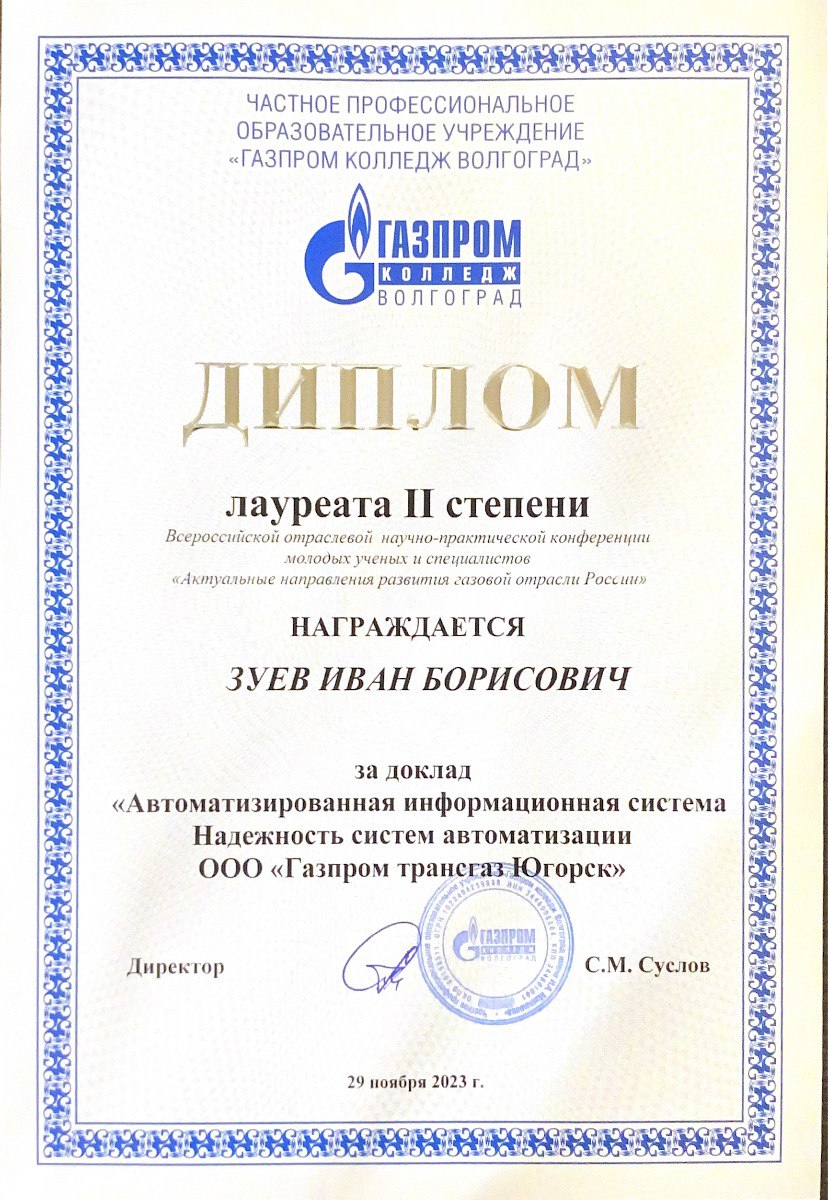 ЧАСТНОЕ ПРОФЕССИОНАЛЬНОЕ
ОБРАЗОВАТЕЛЬНОЕ УЧРЕЖДЕНИЕ
«ГАЗПРОМ КОЛЛЕДЖ ВОЛГОГРАД»
ГАЗПРОМ
КОЛЛЕДЖ
ВОЛГОГРАД
ДИПЛОМ
лауреата II степени
Всероссийской отраслевой научно-практической конференции
молодых ученых и специалистов
«Актуальные направления развития газовой отрасли России»
НАГРАЖДАЕТСЯ
ЗУЕВ ИВАН БОРИСОВИЧ
за доклад
«Автоматизированная информационная система
Надежность систем автоматизации
ООО «Газпром трансгаз Югорск»
ГАЗПРОМ
КОЛЛЕДЖ
ВОЛГОГРАД
Директор
С.М. Суслов
29 ноября 2023 г.